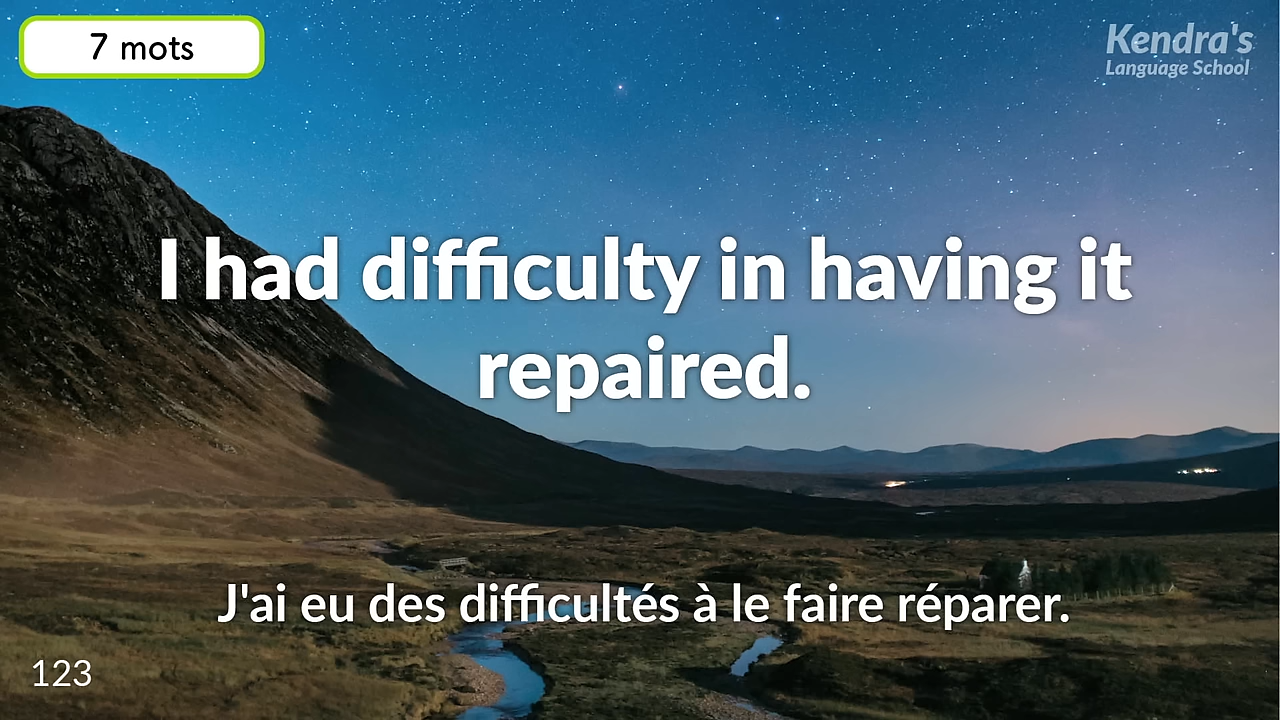 7 mots
Kendra's
Language School
I had difficulty in having it
repaired.
J'ai eu des difficultés à le faire réparer.
123